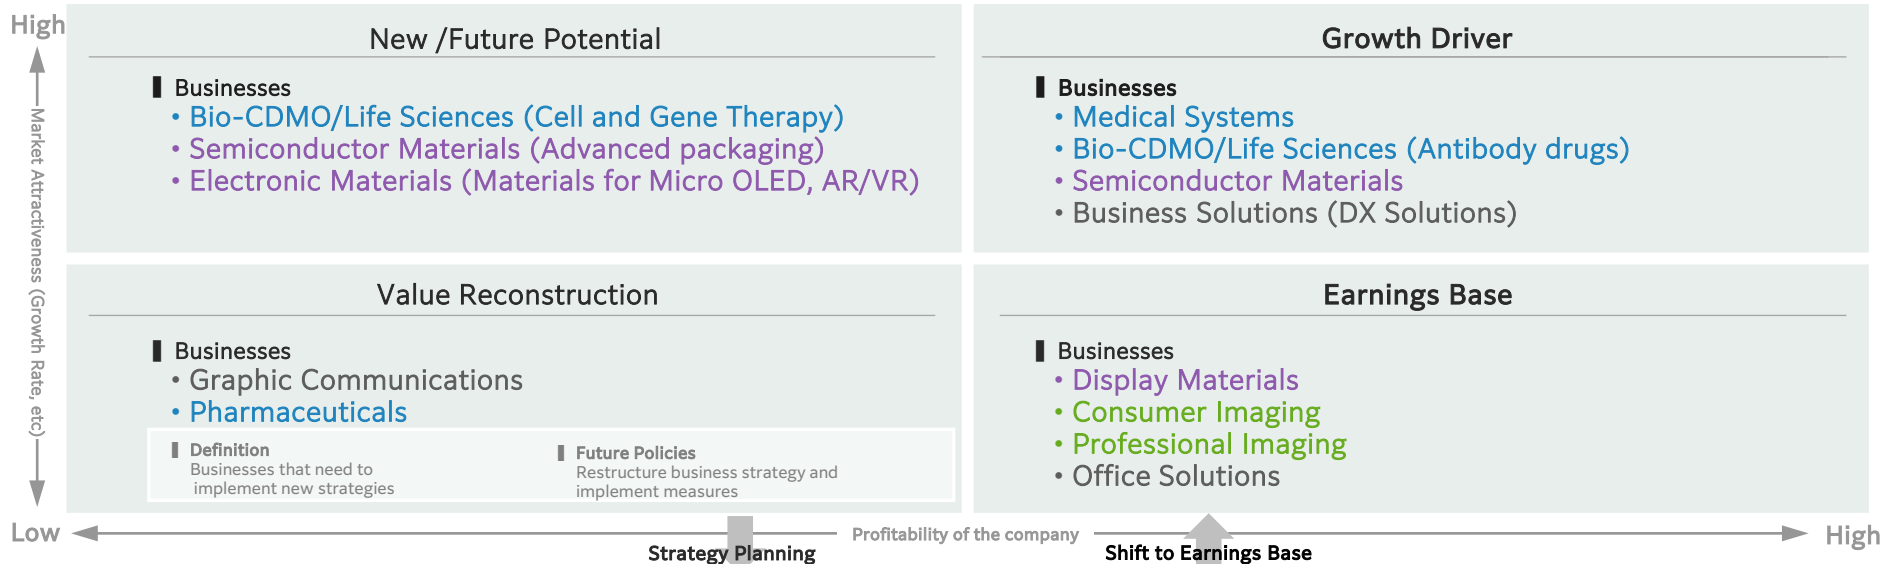 High
Market Attractiveness (Growth Rate, etc)
New /Future Potential
Businesses
• Bio-CDMO/Life Sciences (Cell and Gene Therapy)
• Semiconductor Materials (Advanced packaging)
• Electronic Materials (Materials for Micro OLED, AR/VR)
Growth Driver
Businesses
• Medical Systems
• Bio-CDMO/Life Sciences (Antibody drugs)
• Semiconductor Materials
• Business Solutions (DX Solutions)
Value Reconstruction
Businesses
• Graphic Communications
• Pharmaceuticals
Definition
Businesses that need to
implement new strategies
Future Policies
Restructure business strategy and
implement measures
Earnings Base
Businesses
• Display Materials
• Consumer Imaging
• Professional Imaging
• Office Solutions
Low
Profitability of the company
High
Strategy Planning
Shift to Earnings Base